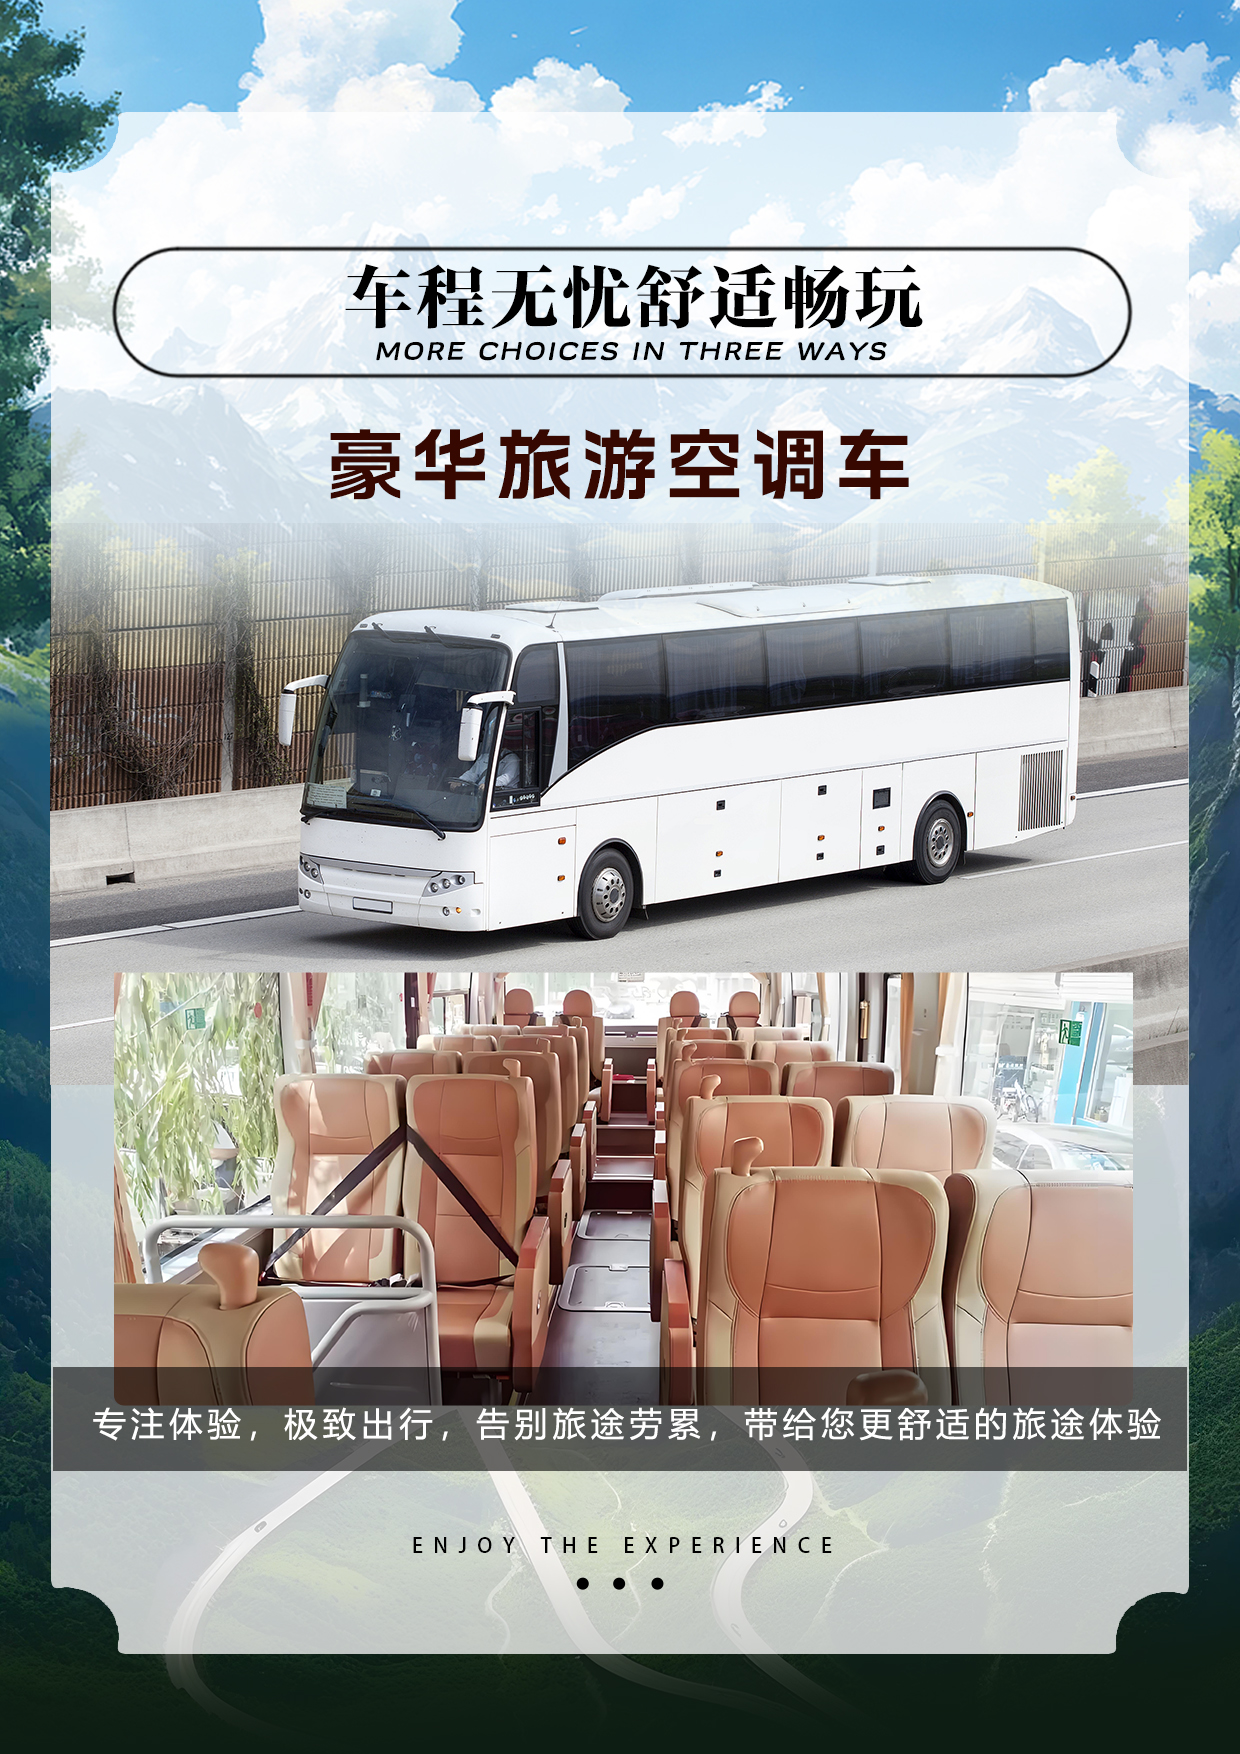 车程无忧舒适畅玩
MORE CHOICES IN THREE WAYS
豪华旅游空调车
专注体验，极致出行，告别旅途劳累，带给您更舒适的旅途体验
ENJOY THE EXPERIENCE